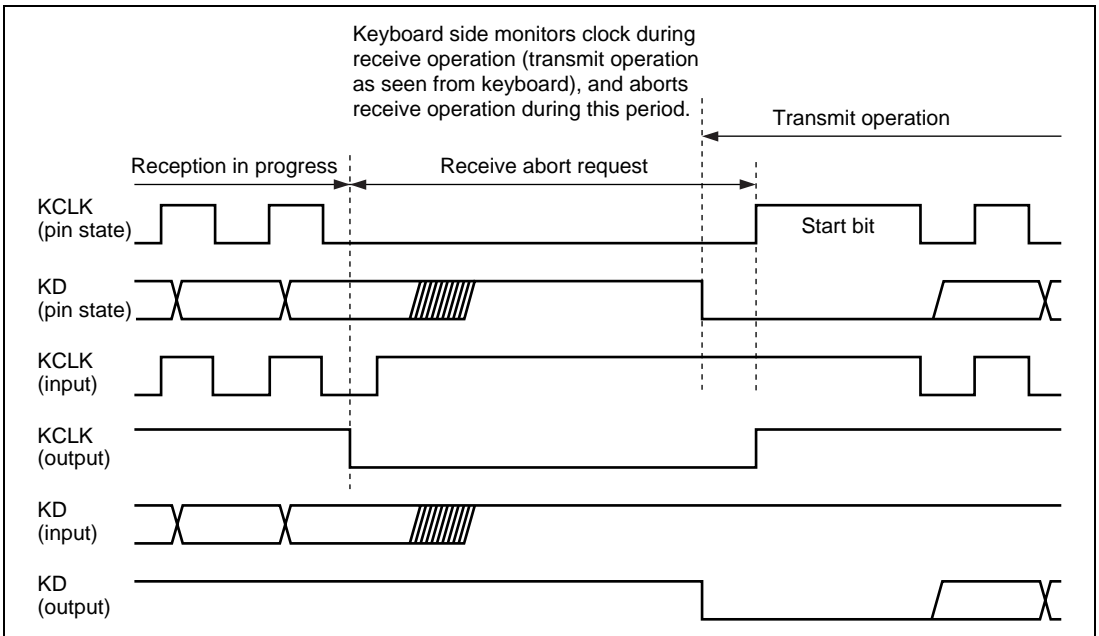 Keyboard side monitors clock during
receive operation (transmit operation
as seen from keyboard), and aborts
receive operation during this period.
Transmit operation
Reception in progress
Receive abort request
KCLK
(pin state)
Start bit
KD
(pin state)
KCLK
(input)
KCLK
(output)
KD
(input)
KD
(output)